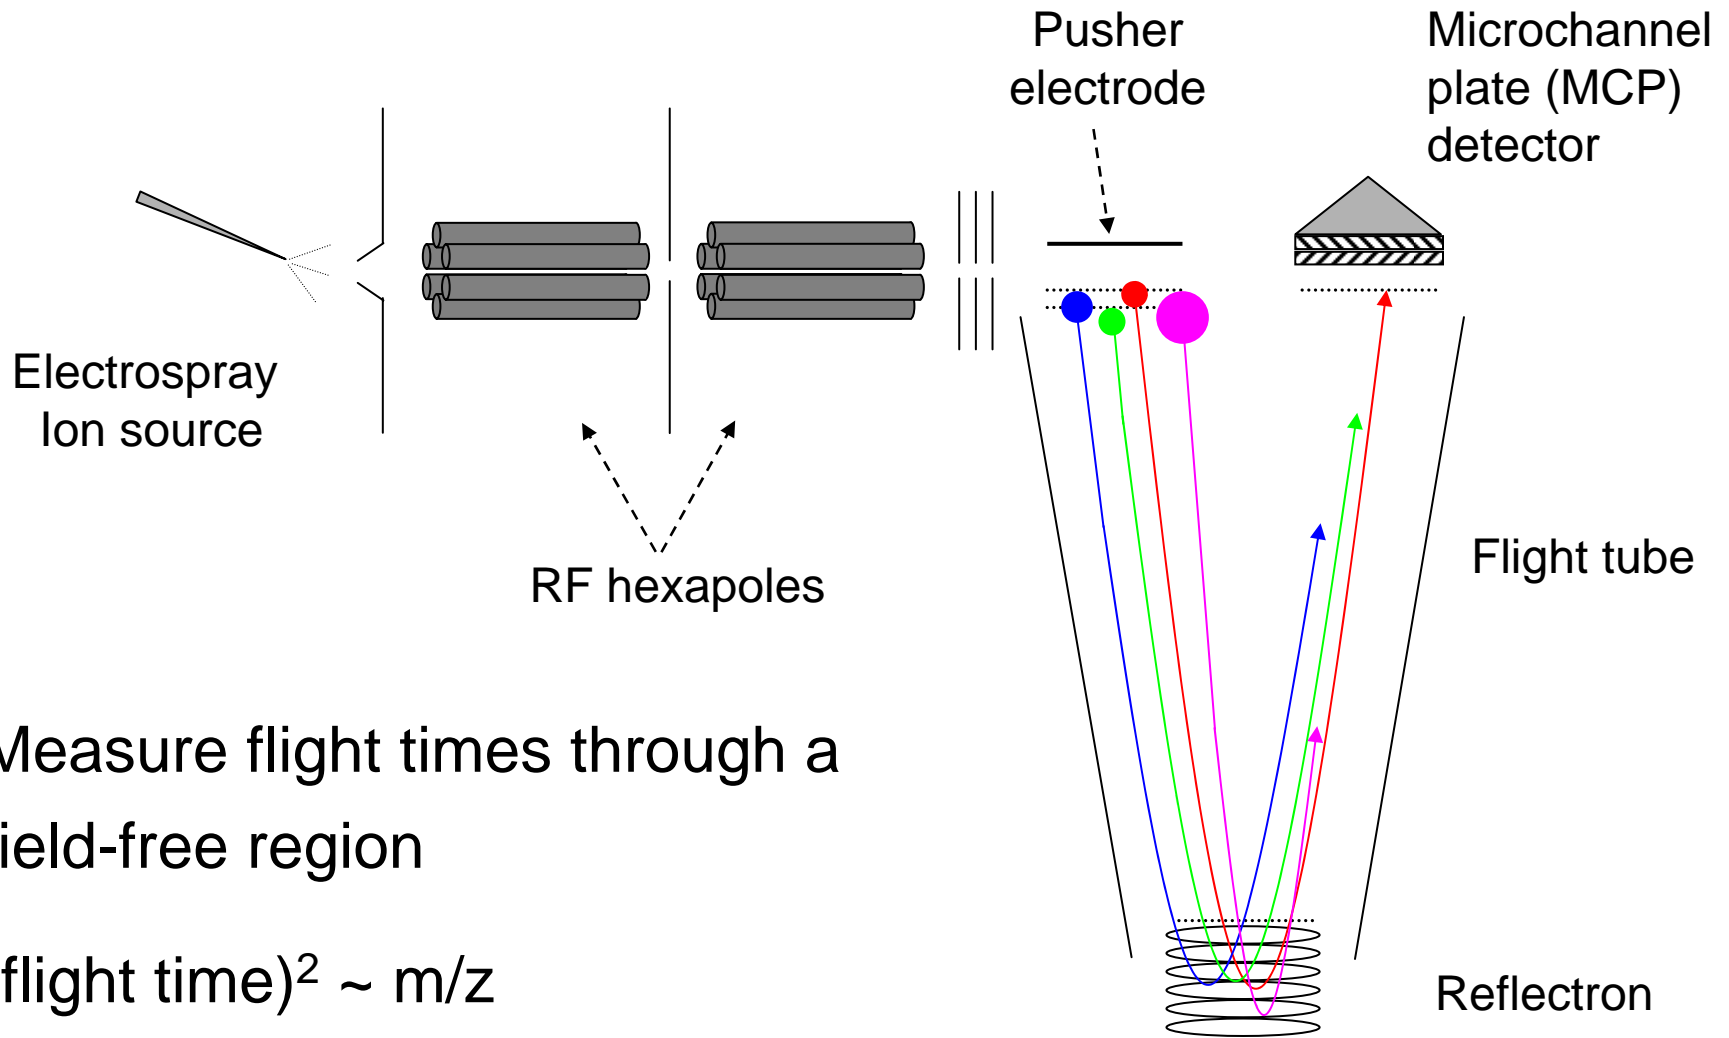 Pusher
electrode
Microchannel
plate (MCP)
detector
Electrospray
Ion source
RF hexapoles
Flight tube
Measure flight times through a
ield-free region
flight time)² ~ m/z
Reflectron